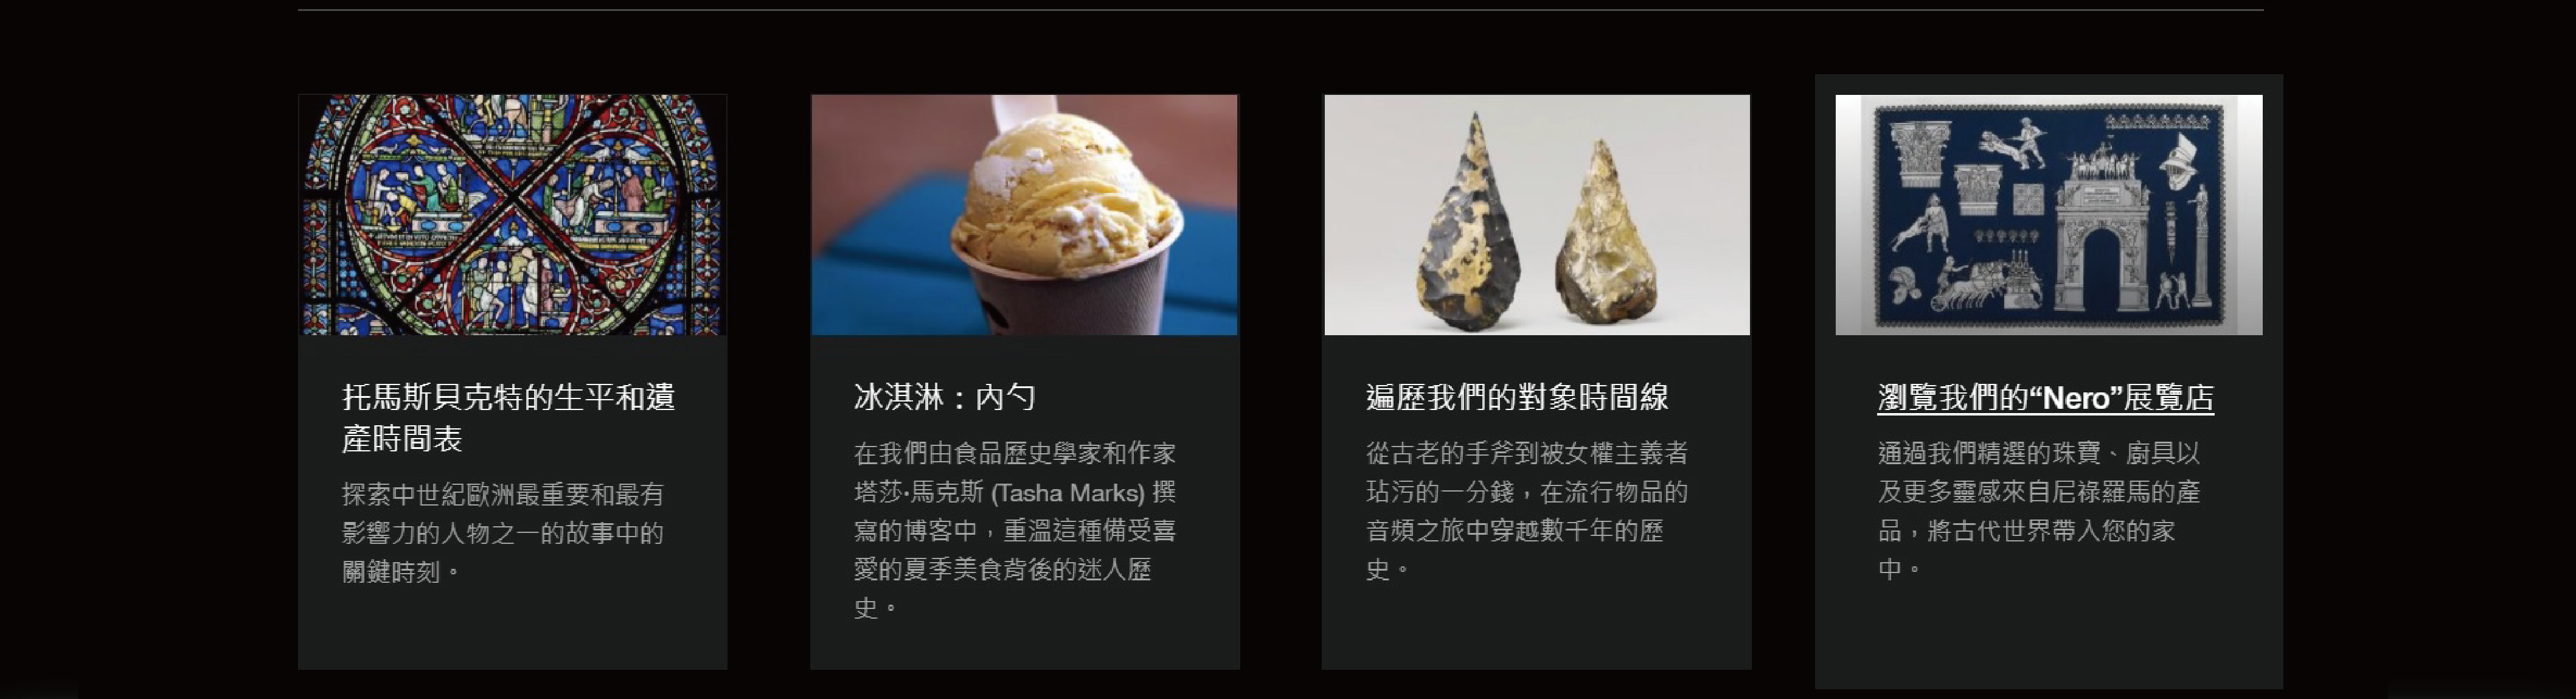 托馬斯貝克特的生平和遺
產時間表
探索中世紀歐洲最重要和最有
影響力的人物之一的故事中的
關鍵時刻。
冰淇淋：內勺
在我們由食品歷史學家和作家
塔莎·馬克斯 (Tasha Marks) 撰
寫的博客中，重溫這種備受喜
愛的夏季美食背後的迷人歷
史。
遍歷我們的對象時間線
從古老的手斧到被女權主義者
玷污的一分錢，在流行物品的
音頻之旅中穿越數千年的歷
史。
瀏覽我們的“Nero”展覽店
通過我們精選的珠寶、廚具以
及更多靈感來自尼祿羅馬的產
品，將古代世界帶入您的家
中。